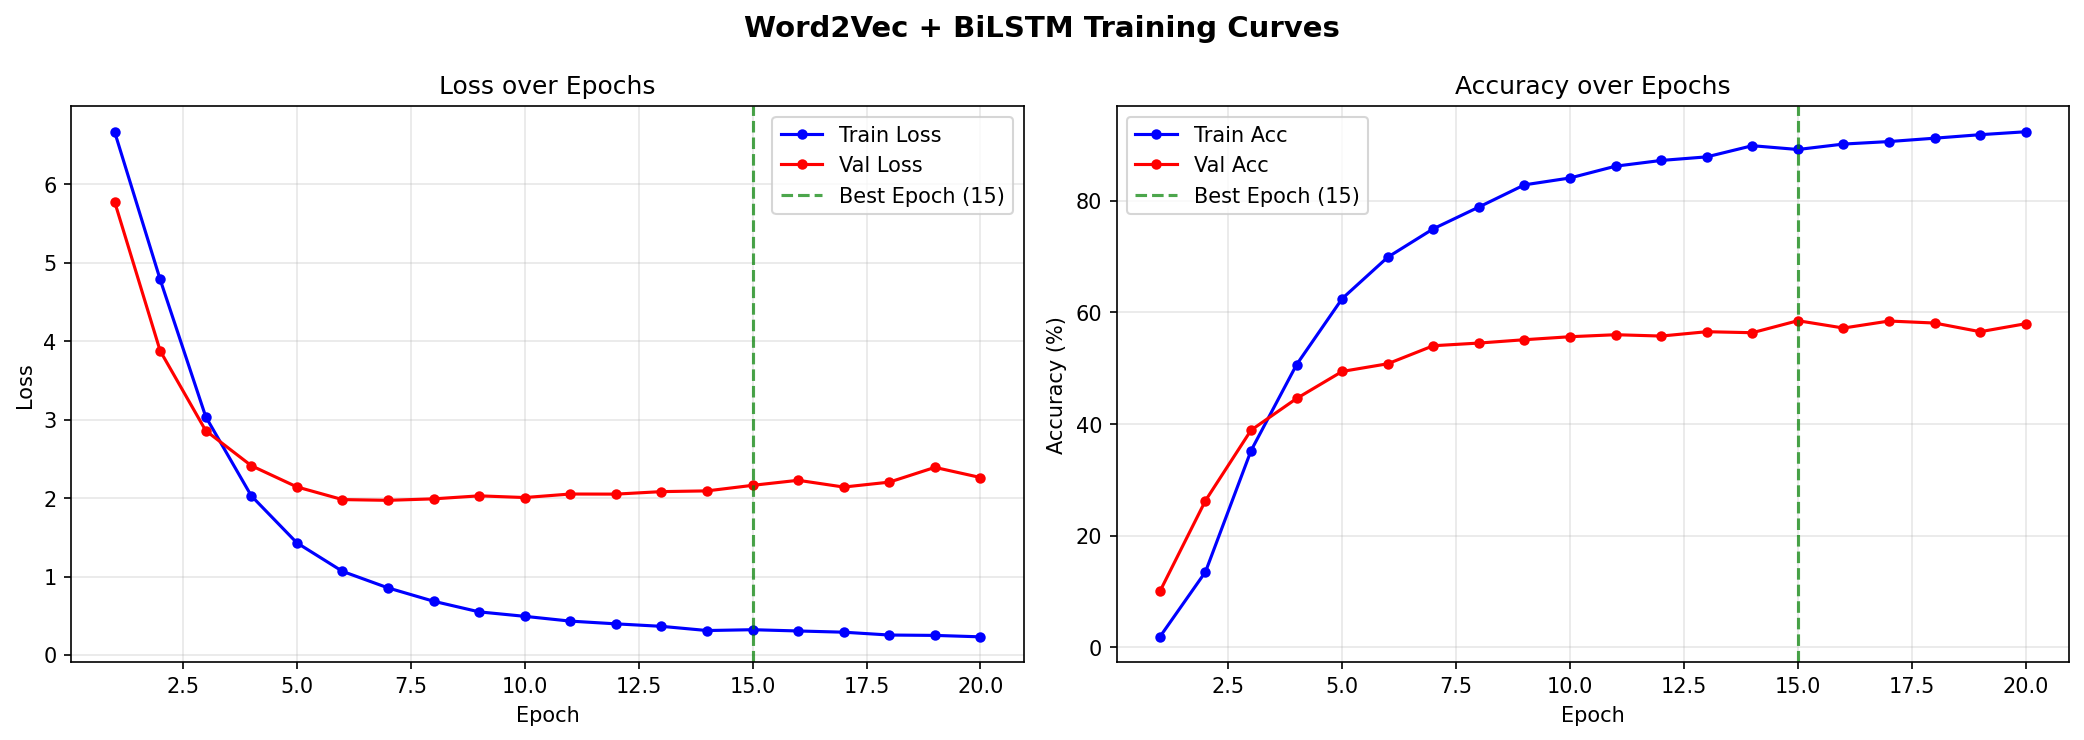 Word2Vec + BiLSTM Training Curves
Loss over Epochs
Train Loss
Val Loss
Best Epoch (15)
6
5
4
3
2
1
0
Loss
2.5 5.0 7.5 10.0 12.5 15.0 17.5 20.0
Epoch
Accuracy over Epochs
Train Acc
Val Acc
Best Epoch (15)
80
60
40
20
0
Accuracy (%)
2.5 5.0 7.5 10.0 12.5 15.0 17.5 20.0
Epoch